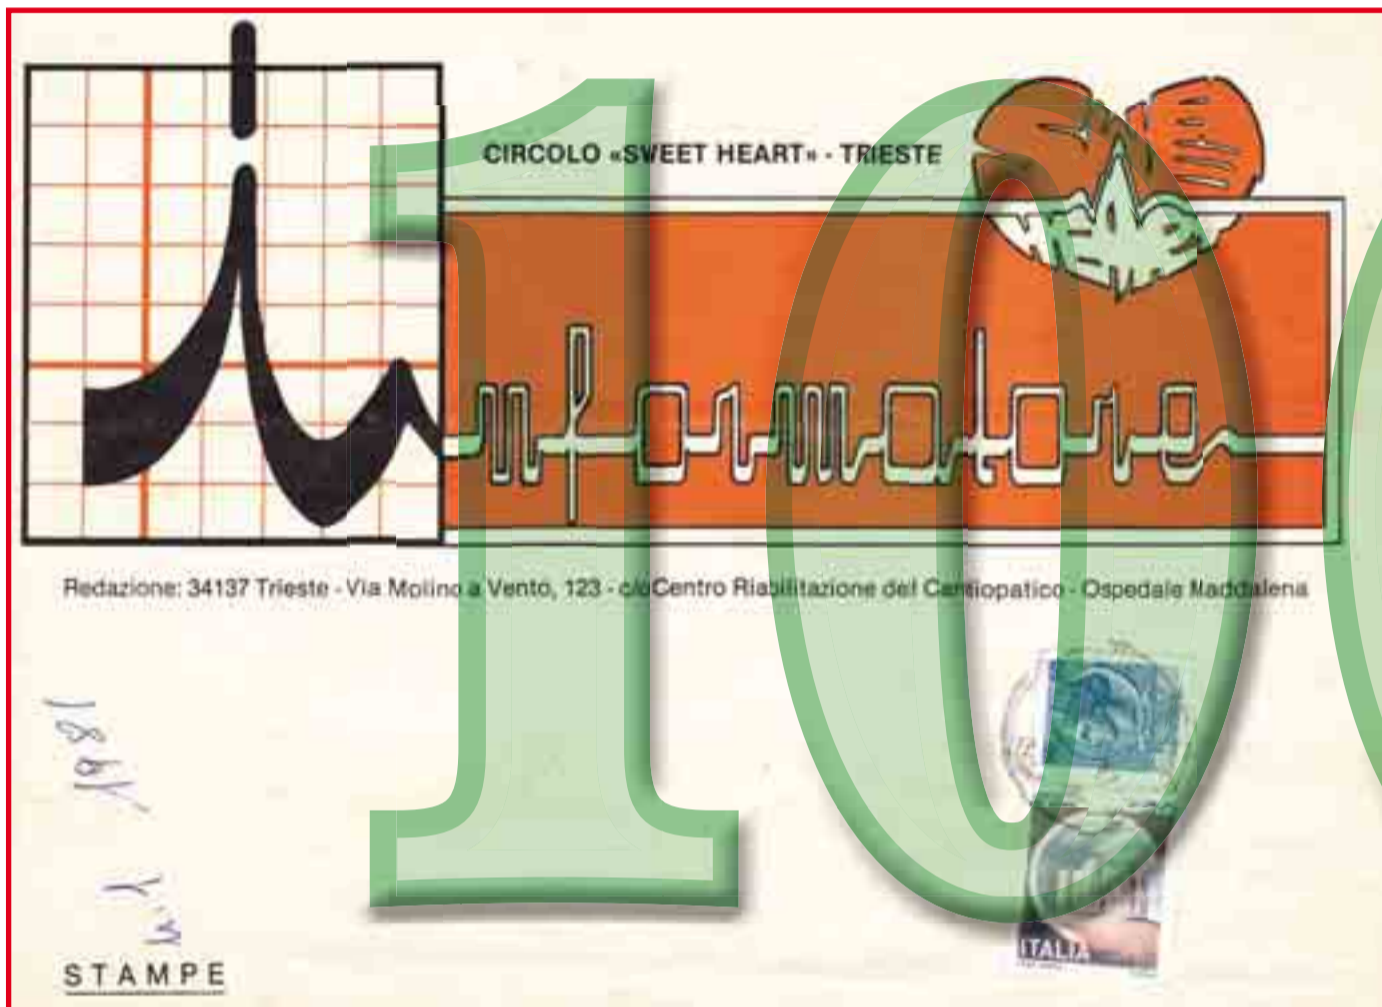 CIRCOLO «SWEET HEART» - TRIESTE
informatore
Redazione: 34137 Trieste - Via Molino a Vento, 123 - c/o Centro Riabilitazione del Cardiopatico - Ospedale Maddalena
100
1981
ITALIA
STAMPE